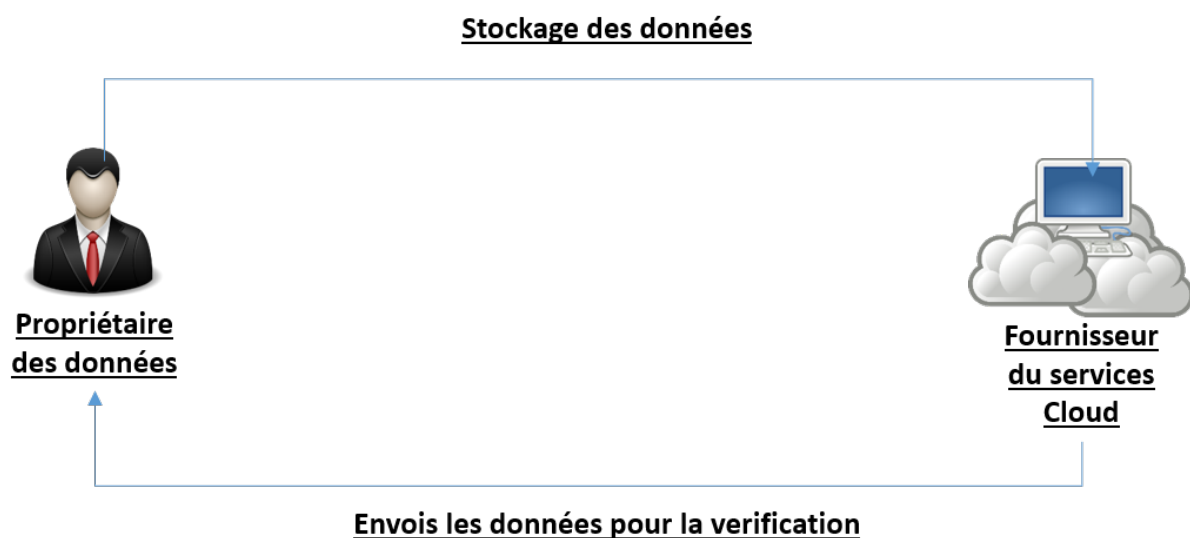 Stockage des données
Propriétaire
des données
Fournisseur
du services
Cloud
Envois les données pour la verification